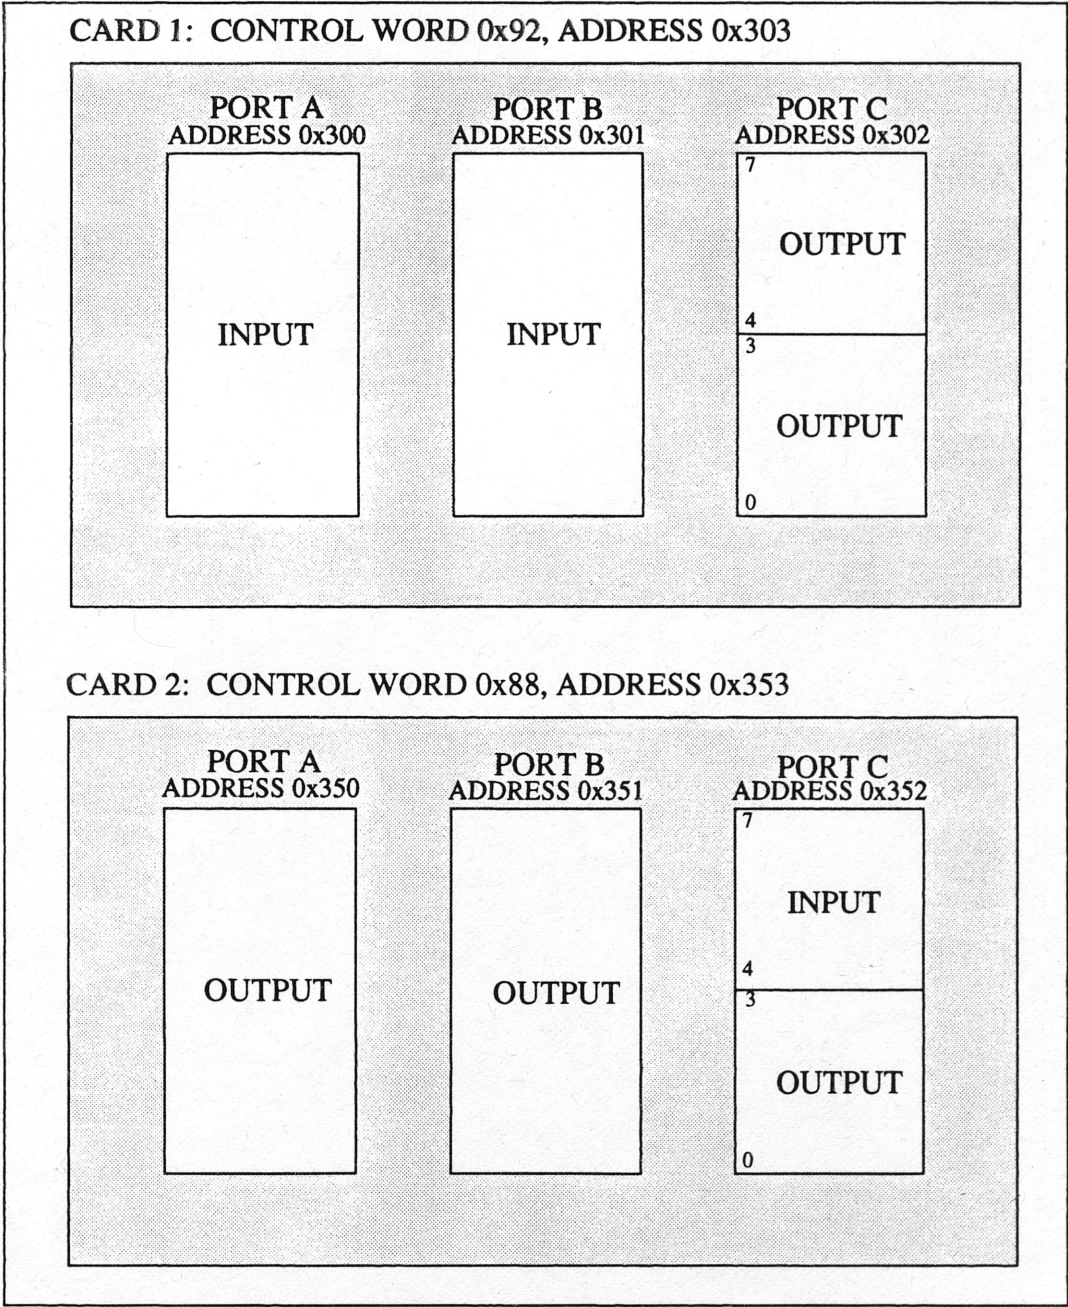 CARD 1: CONTROL WORD 0x92, ADDRESS 0x303
PORT A
ADDRESS 0x300
INPUT
PORT B
ADDRESS 0x301
INPUT
PORT C
ADDRESS 0x302
7
OUTPUT
4
3
OUTPUT
0
CARD 2: CONTROL WORD 0x88, ADDRESS 0x353
PORT A
ADDRESS 0x350
OUTPUT
PORT B
ADDRESS 0x351
OUTPUT
PORT C
ADDRESS 0x352
7
INPUT
4
3
OUTPUT
0